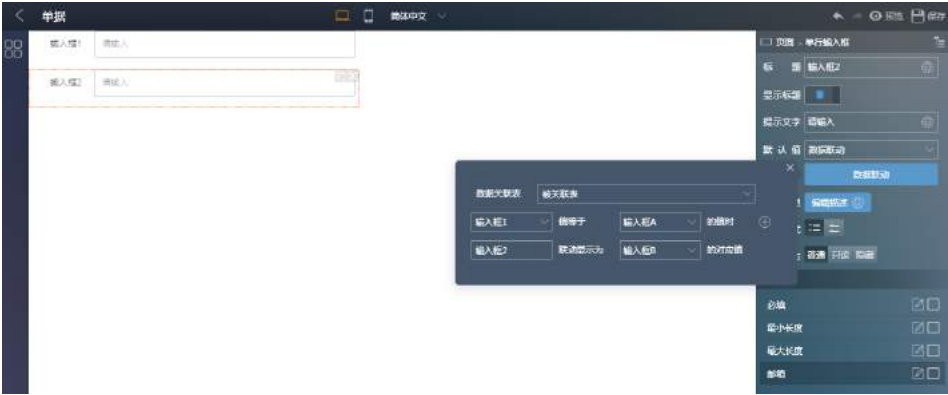 单据
简体中文
预览
保存
输入框1 请输入
输入框2 请输入
页面 单行输入框
标 题 输入框2
显示标题
提示文字 请输入
默认值 数据联动
数据联动
编辑描述
普通 只读 隐藏
数据关联表 被关联表
输入框1 值等于 输入框A 的值时
输入框2 联动显示为 输入框B 的对应值
必填
最小长度
最大长度
邮箱